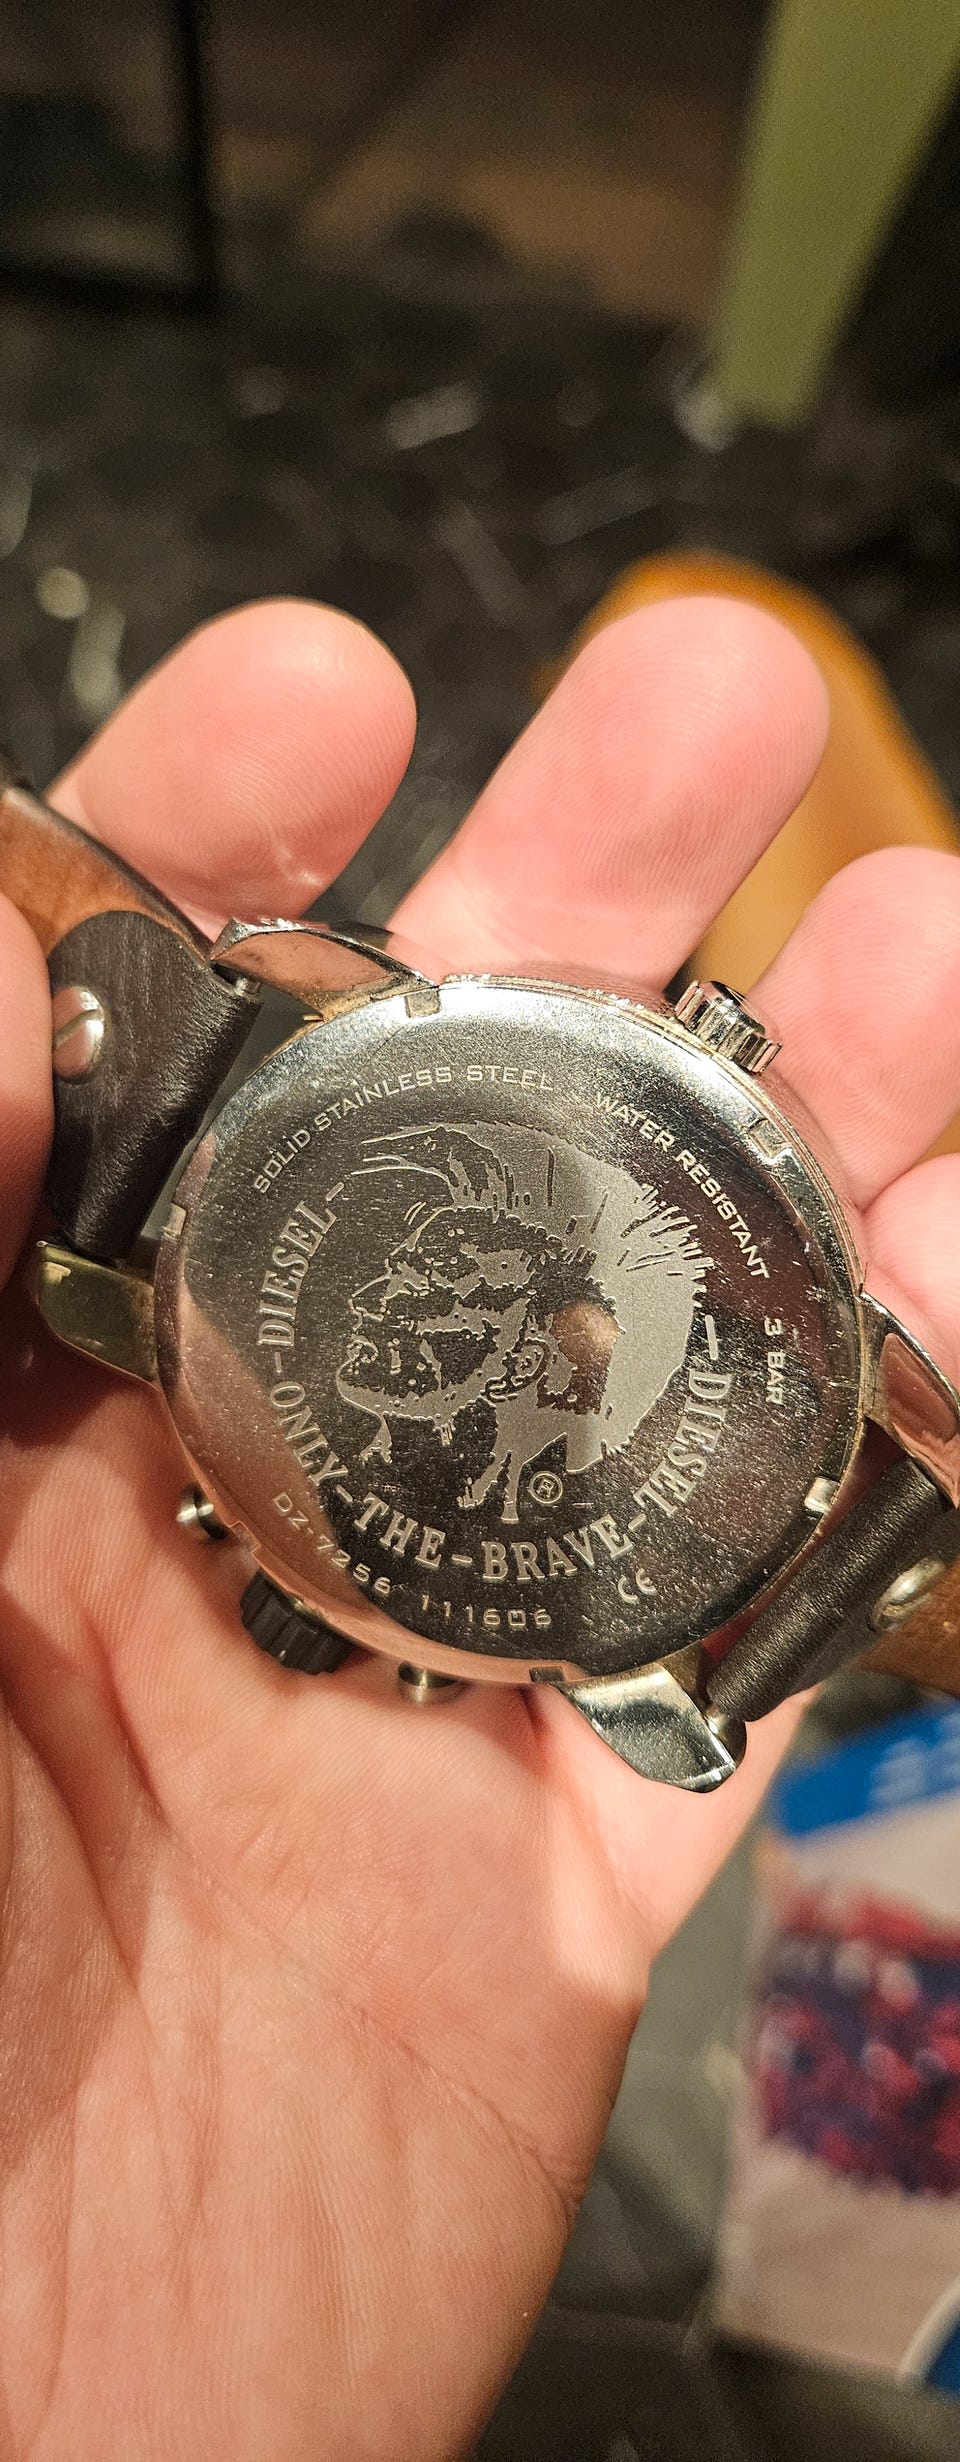 SOLID STAINLESS STEEL
WATER RESISTANT
3 BAR
DIESEL-ONLY-THE-BRAVE-DIESEL
®
DZ-7256 111606
CE